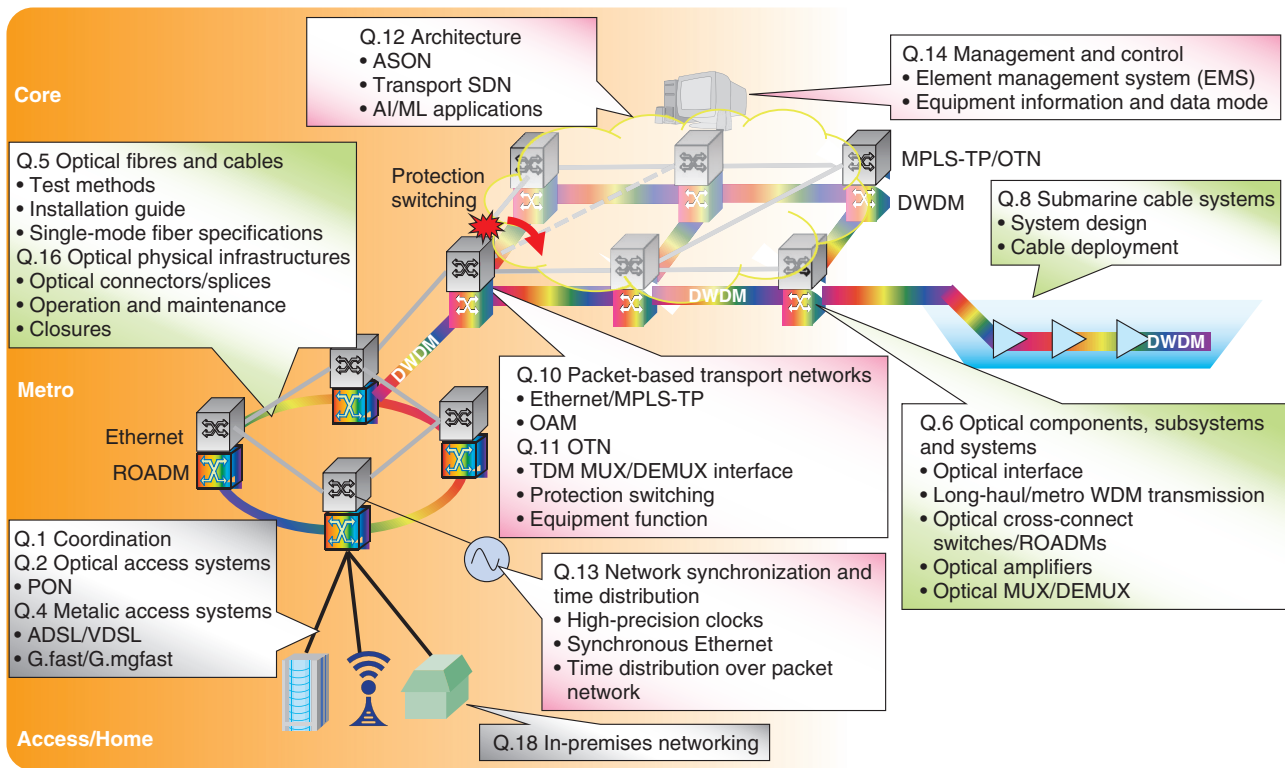 Core
Q.12 Architecture
• ASON
• Transport SDN
• AI/ML applications
Q.14 Management and control
• Element management system (EMS)
• Equipment information and data mode
Q.5 Optical fibres and cables
• Test methods
• Installation guide
• Single-mode fiber specifications
Q.16 Optical physical infrastructures
• Optical connectors/splices
• Operation and maintenance
• Closures
Protection
switching
MPLS-TP/OTN
DWDM
Q.8 Submarine cable systems
• System design
• Cable deployment
DWDM
DWDM
DWDM
Metro
Ethernet
ROADM
Q.10 Packet-based transport networks
• Ethernet/MPLS-TP
• OAM
Q.11 OTN
• TDM MUX/DEMUX interface
• Protection switching
• Equipment function
Q.6 Optical components, subsystems
and systems
• Optical interface
• Long-haul/metro WDM transmission
• Optical cross-connect
switches/ROADMs
• Optical amplifiers
• Optical MUX/DEMUX
Q.1 Coordination
Q.2 Optical access systems
• PON
Q.4 Metalic access systems
• ADSL/VDSL
• G.fast/G.mgfast
Q.13 Network synchronization and
time distribution
• High-precision clocks
• Synchronous Ethernet
• Time distribution over packet
network
Access/Home
Q.18 In-premises networking